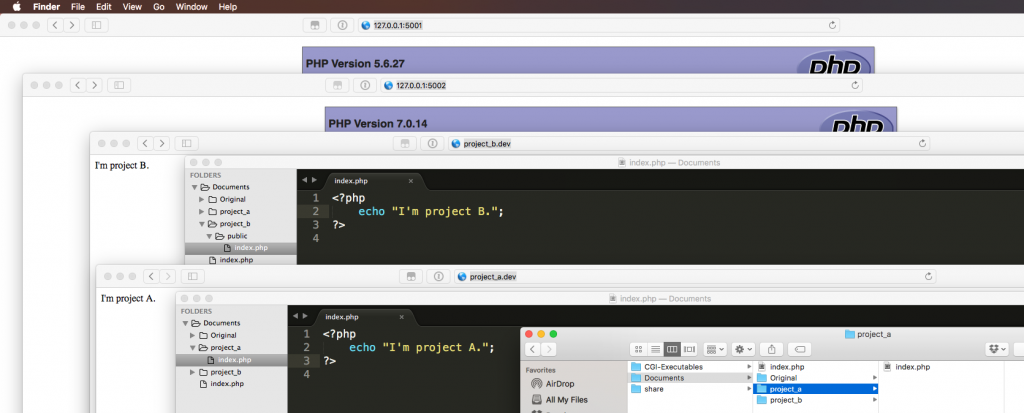 Finder File Edit View Go Window Help
127.0.0.1:5001
PHP Version 5.6.27
php
127.0.0.1:5002
PHP Version 7.0.14
php
project_b.dev
I'm project B.
index.php — Documents
FOLDERS
Documents
Original
project_a
project_b
public
index.php
index.php
index.php ×
1 <?php
2 echo "I'm project B.";
3 ?>
4
project_a.dev
I'm project A.
index.php — Documents
FOLDERS
Documents
Original
project_a
index.php
project_b
index.php
index.php ×
1 <?php
2 echo "I'm project A.";
3 ?>
4
project_a
Favorites
AirDrop
All My Files
CGI-Executables
Documents
share
index.php
Original
project_a
project_b
index.php